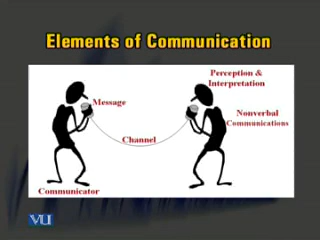 Elements of Communication
Perception &
Interpretation
Message
Nonverbal
Communications
Channel
Communicator
VU